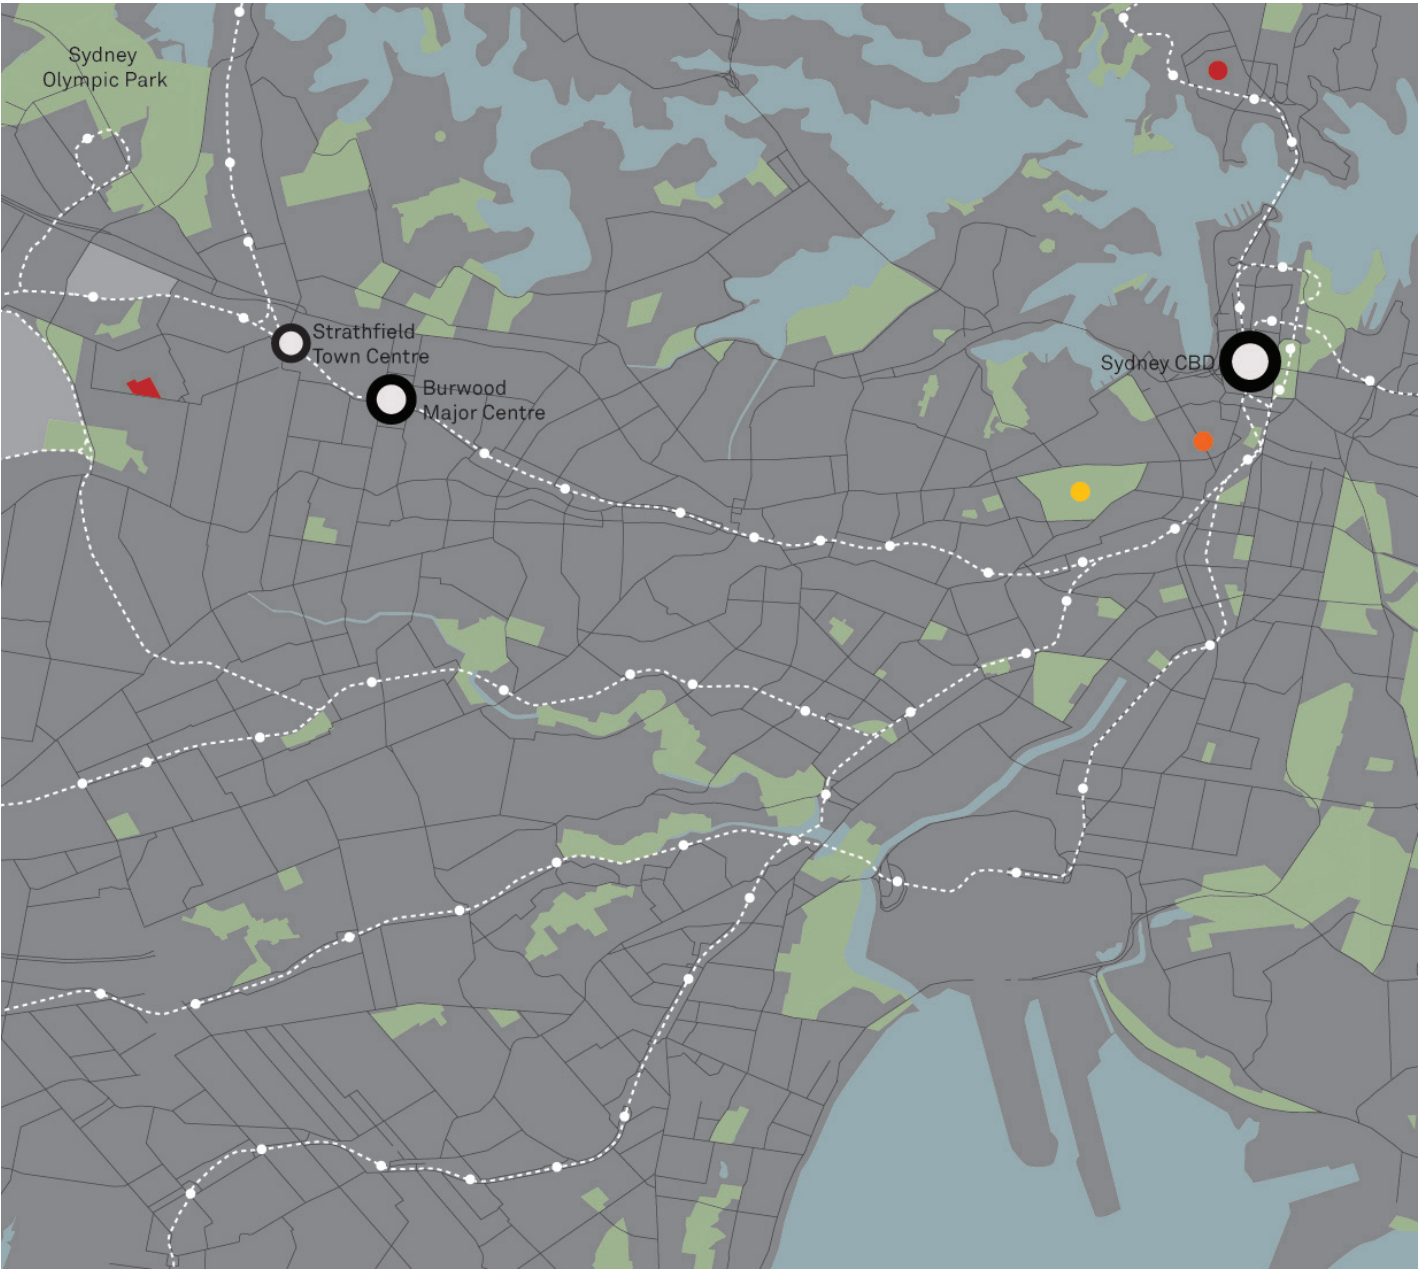 Sydney
Olympic Park
Strathfield
Town Centre
Burwood
Major Centre
Sydney CBD